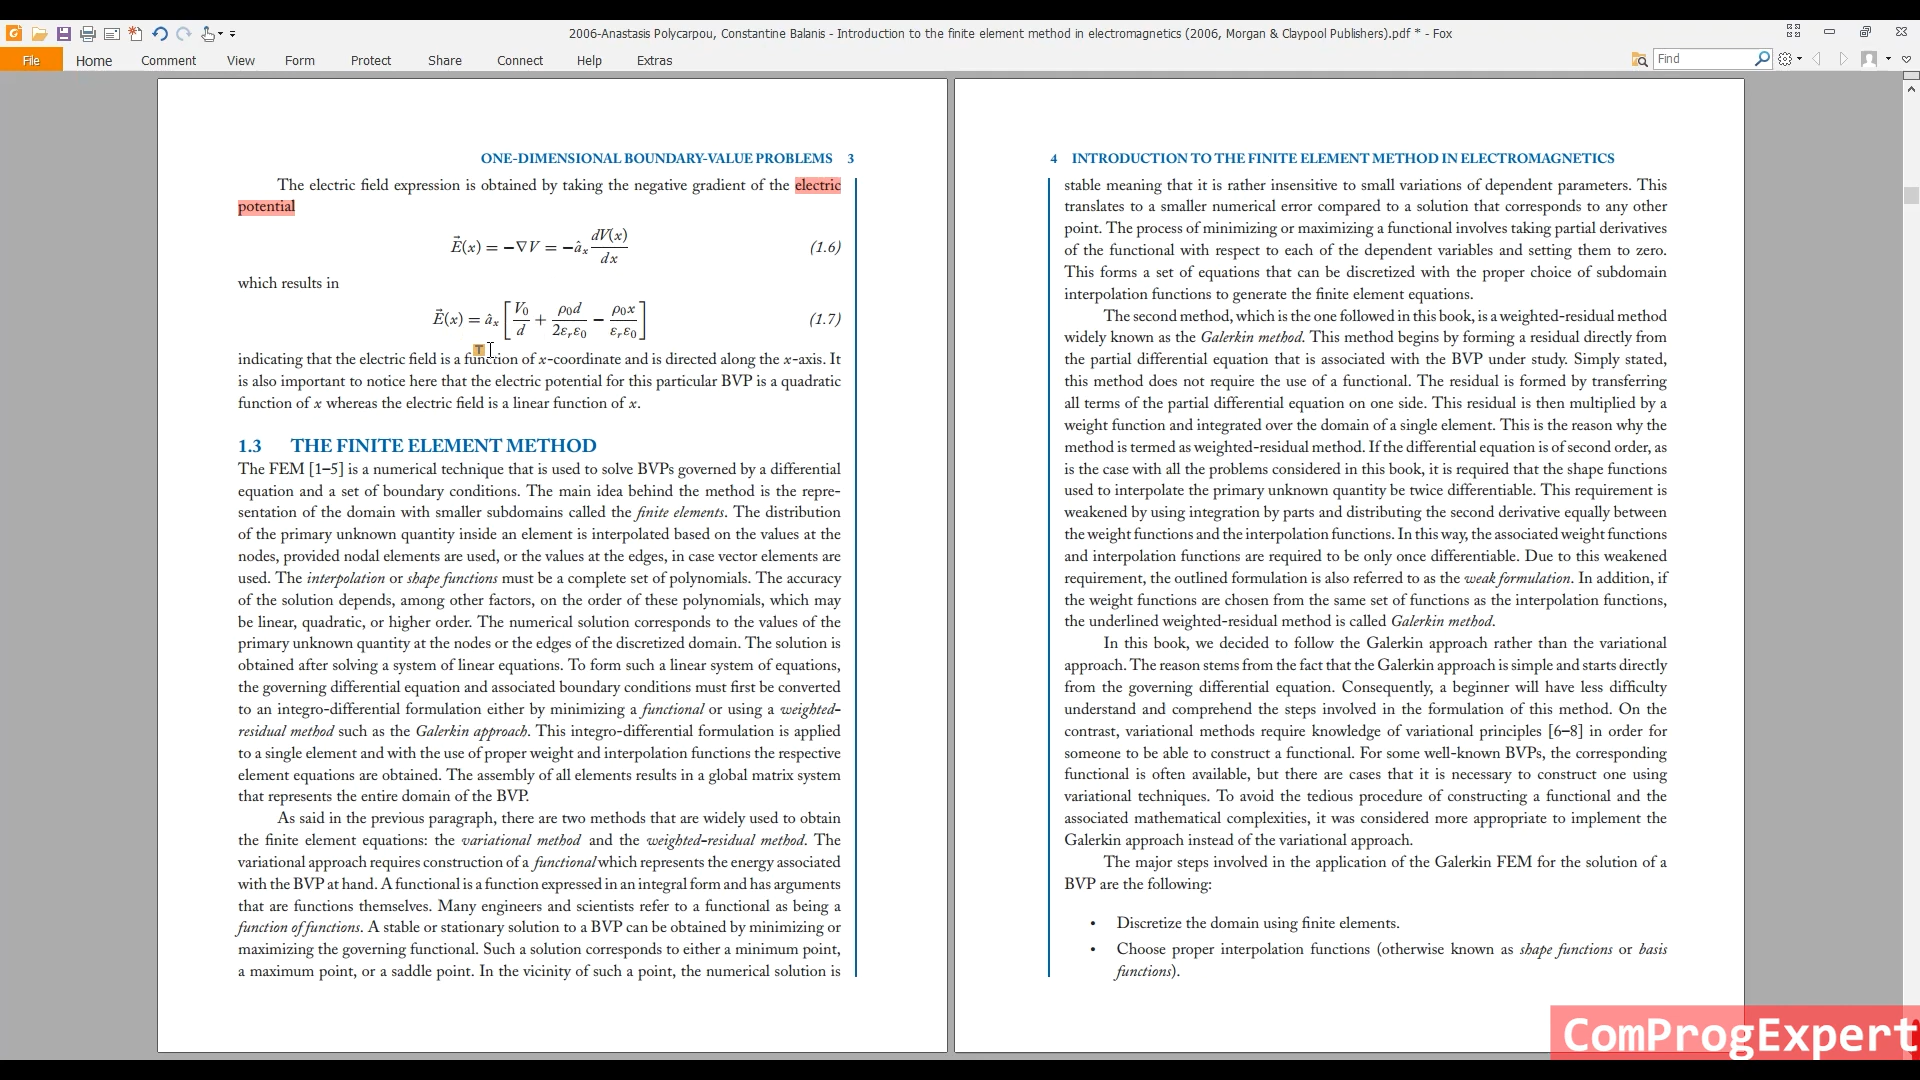 2006-Anastasis Polycarpou, Constantine Balanis - Introduction to the finite element method in electromagnetics (2006, Morgan & Claypool Publishers).pdf * - Fox
File Home Comment View Form Protect Share Connect Help Extras Find
ONE-DIMENSIONAL BOUNDARY-VALUE PROBLEMS 3
The electric field expression is obtained by taking the negative gradient of the electric
potential
E⃗(x) = −∇V = −â_x dV(x)/dx (1.6)
which results in
E⃗(x) = â_x [V₀/d + ρ₀d/2ε_rε₀ − ρ₀x/ε_rε₀] (1.7)
indicating that the electric field is a function of x-coordinate and is directed along the x-axis. It
is also important to notice here that the electric potential for this particular BVP is a quadratic
function of x whereas the electric field is a linear function of x.
1.3 THE FINITE ELEMENT METHOD
The FEM [1–5] is a numerical technique that is used to solve BVPs governed by a differential
equation and a set of boundary conditions. The main idea behind the method is the repre-
sentation of the domain with smaller subdomains called the finite elements. The distribution
of the primary unknown quantity inside an element is interpolated based on the values at the
nodes, provided nodal elements are used, or the values at the edges, in case vector elements are
used. The interpolation or shape functions must be a complete set of polynomials. The accuracy
of the solution depends, among other factors, on the order of these polynomials, which may
be linear, quadratic, or higher order. The numerical solution corresponds to the values of the
primary unknown quantity at the nodes or the edges of the discretized domain. The solution is
obtained after solving a system of linear equations. To form such a linear system of equations,
the governing differential equation and associated boundary conditions must first be converted
to an integro-differential formulation either by minimizing a functional or using a weighted-
residual method such as the Galerkin approach. This integro-differential formulation is applied
to a single element and with the use of proper weight and interpolation functions the respective
element equations are obtained. The assembly of all elements results in a global matrix system
that represents the entire domain of the BVP.
As said in the previous paragraph, there are two methods that are widely used to obtain
the finite element equations: the variational method and the weighted-residual method. The
variational approach requires construction of a functional which represents the energy associated
with the BVP at hand. A functional is a function expressed in an integral form and has arguments
that are functions themselves. Many engineers and scientists refer to a functional as being a
function of functions. A stable or stationary solution to a BVP can be obtained by minimizing or
maximizing the governing functional. Such a solution corresponds to either a minimum point,
a maximum point, or a saddle point. In the vicinity of such a point, the numerical solution is
4 INTRODUCTION TO THE FINITE ELEMENT METHOD IN ELECTROMAGNETICS
stable meaning that it is rather insensitive to small variations of dependent parameters. This
translates to a smaller numerical error compared to a solution that corresponds to any other
point. The process of minimizing or maximizing a functional involves taking partial derivatives
of the functional with respect to each of the dependent variables and setting them to zero.
This forms a set of equations that can be discretized with the proper choice of subdomain
interpolation functions to generate the finite element equations.
The second method, which is the one followed in this book, is a weighted-residual method
widely known as the Galerkin method. This method begins by forming a residual directly from
the partial differential equation that is associated with the BVP under study. Simply stated,
this method does not require the use of a functional. The residual is formed by transferring
all terms of the partial differential equation on one side. This residual is then multiplied by a
weight function and integrated over the domain of a single element. This is the reason why the
method is termed as weighted-residual method. If the differential equation is of second order, as
is the case with all the problems considered in this book, it is required that the shape functions
used to interpolate the primary unknown quantity be twice differentiable. This requirement is
weakened by using integration by parts and distributing the second derivative equally between
the weight functions and the interpolation functions. In this way, the associated weight functions
and interpolation functions are required to be only once differentiable. Due to this weakened
requirement, the outlined formulation is also referred to as the weak formulation. In addition, if
the weight functions are chosen from the same set of functions as the interpolation functions,
the underlined weighted-residual method is called Galerkin method.
In this book, we decided to follow the Galerkin approach rather than the variational
approach. The reason stems from the fact that the Galerkin approach is simple and starts directly
from the governing differential equation. Consequently, a beginner will have less difficulty
understand and comprehend the steps involved in the formulation of this method. On the
contrast, variational methods require knowledge of variational principles [6–8] in order for
someone to be able to construct a functional. For some well-known BVPs, the corresponding
functional is often available, but there are cases that it is necessary to construct one using
variational techniques. To avoid the tedious procedure of constructing a functional and the
associated mathematical complexities, it was considered more appropriate to implement the
Galerkin approach instead of the variational approach.
The major steps involved in the application of the Galerkin FEM for the solution of a
BVP are the following:
• Discretize the domain using finite elements.
• Choose proper interpolation functions (otherwise known as shape functions or basis
functions).
ComProgExpert